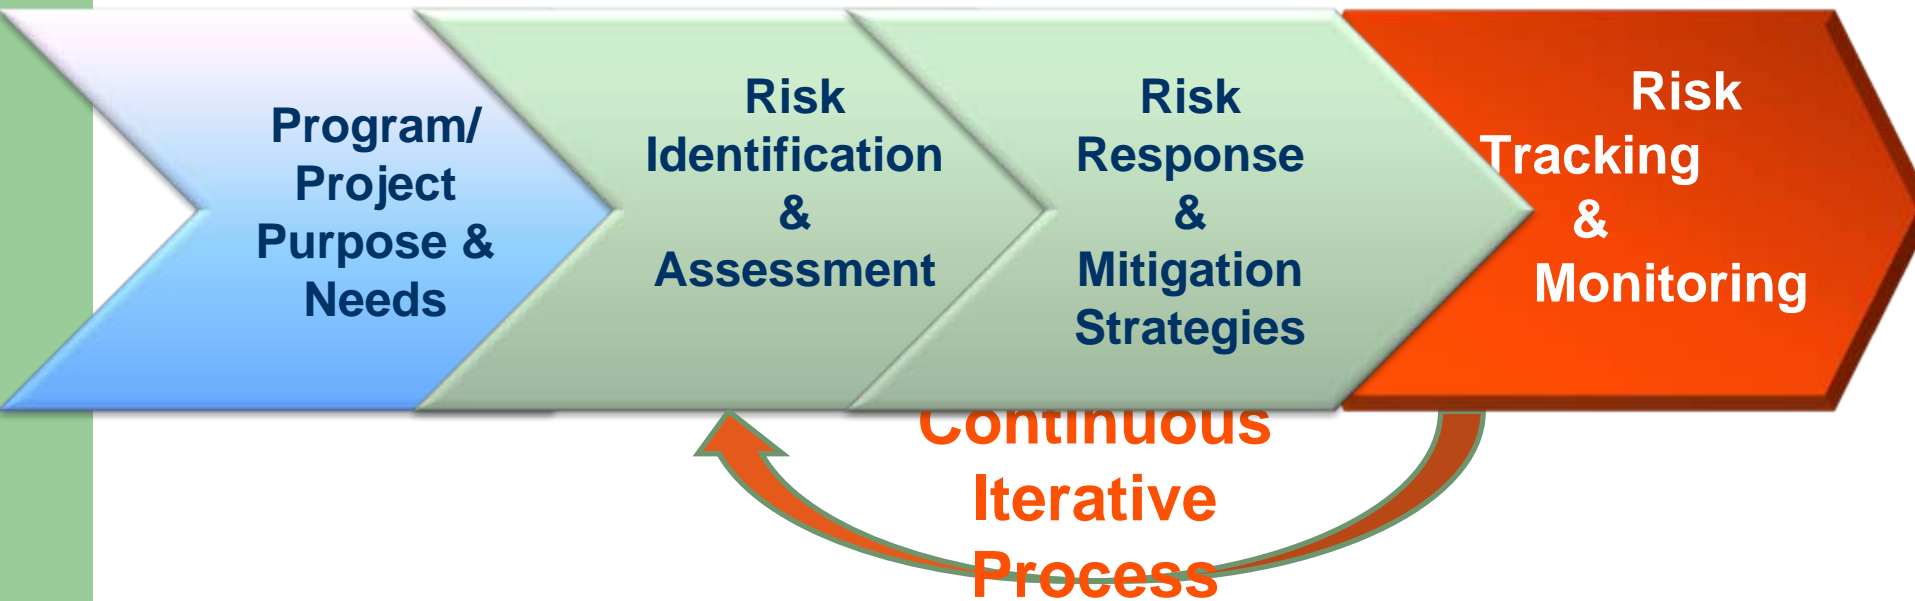 Program/
Project
Purpose &
Needs
Risk
Identification
&
Assessment
Risk
Response
&
Mitigation
Strategies
Risk
Tracking
&
Monitoring
Continuous
Iterative
Process